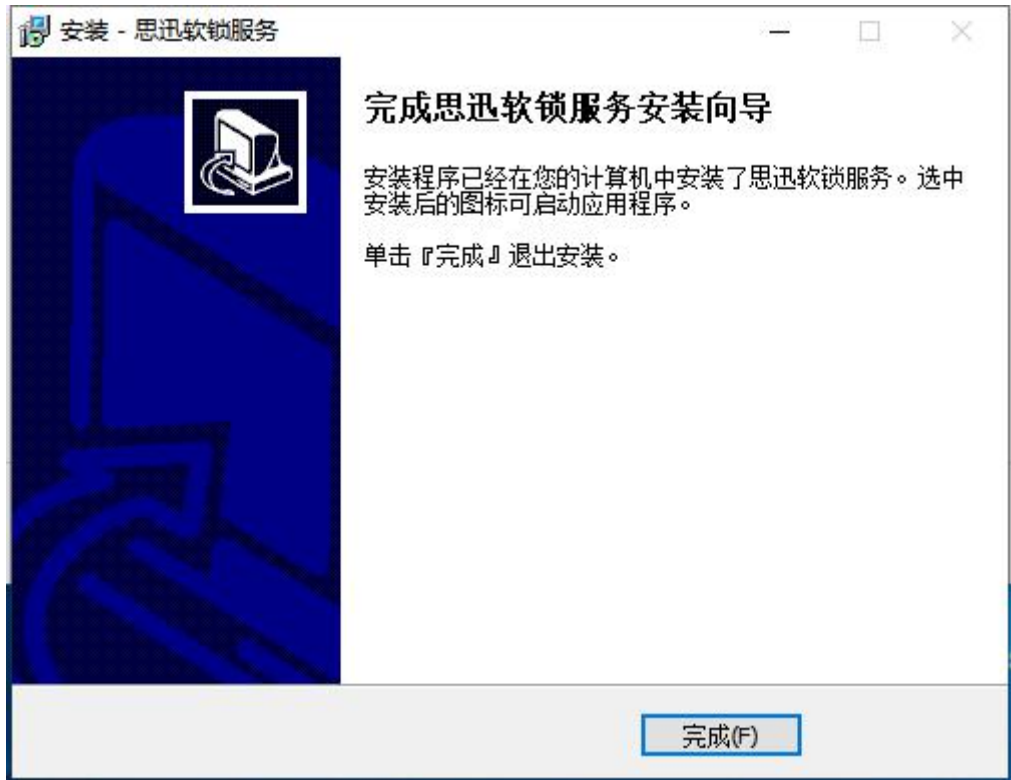 安装 - 思迅软锁服务
完成思迅软锁服务安装向导
安装程序已经在您的计算机中安装了思迅软锁服务。选中
安装后的图标可启动应用程序。
单击『完成』退出安装。
完成(F)